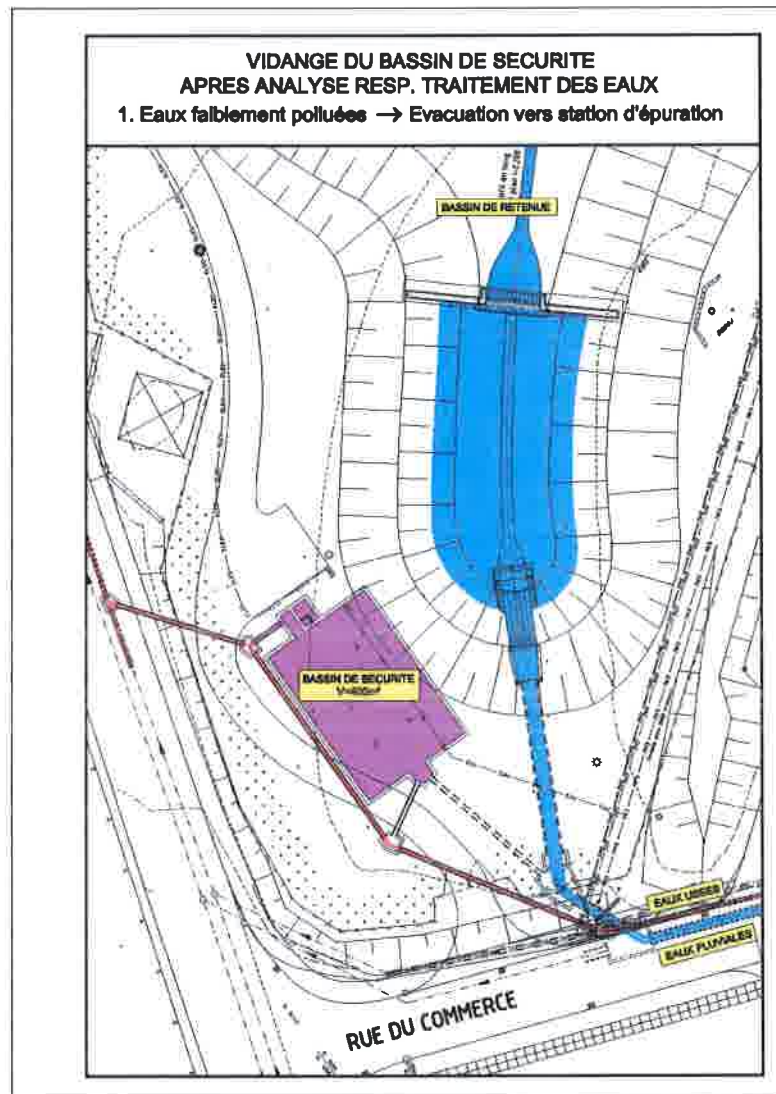 VIDANGE DU BASSIN DE SECURITE
APRES ANALYSE RESP. TRAITEMENT DES EAUX
1. Eaux faiblement polluées → Evacuation vers station d'épuration
BASSIN DE RETENUE
BASSIN DE SECURITE
EAUX USEES
EAUX PLUVIALES
RUE DU COMMERCE